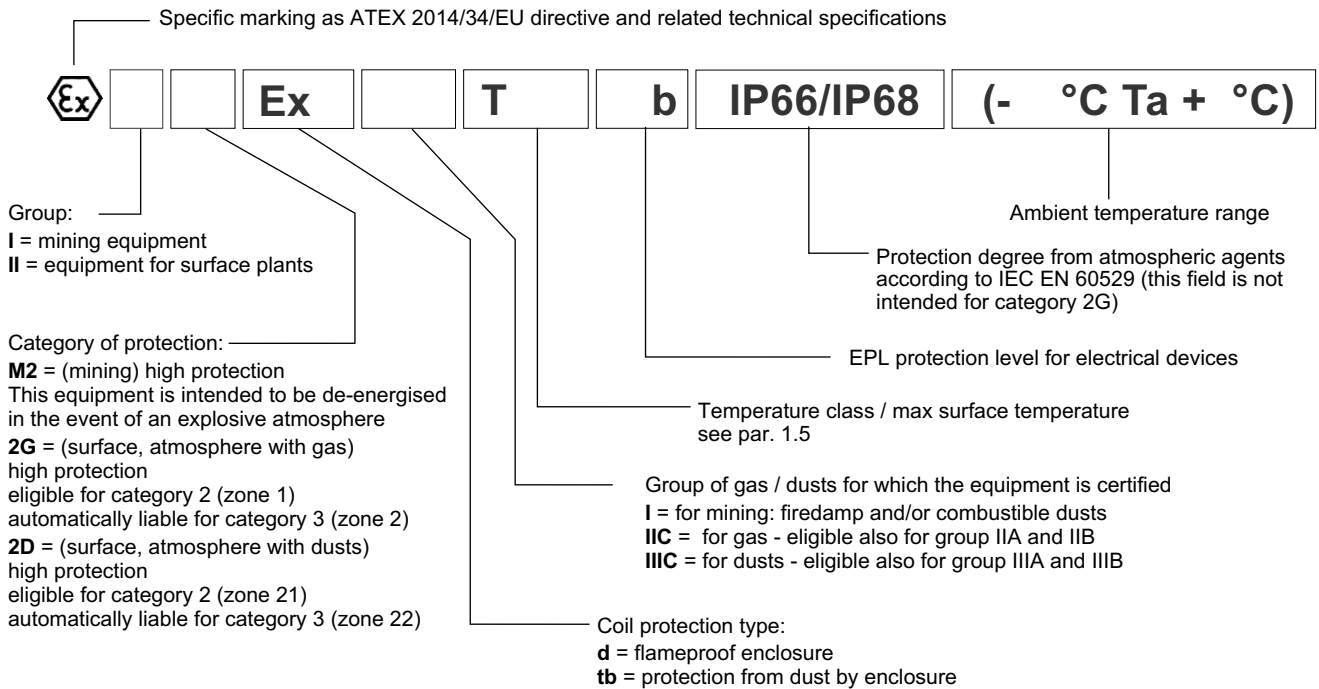 Specific marking as ATEX 2014/34/EU directive and related technical specifications
Ex Ex T b IP66/IP68 (- °C Ta + °C)
Group:
I = mining equipment
II = equipment for surface plants
Category of protection:
M2 = (mining) high protection
This equipment is intended to be de-energised
in the event of an explosive atmosphere
2G = (surface, atmosphere with gas)
high protection
eligible for category 2 (zone 1)
automatically liable for category 3 (zone 2)
2D = (surface, atmosphere with dusts)
high protection
eligible for category 2 (zone 21)
automatically liable for category 3 (zone 22)
Ambient temperature range
Protection degree from atmospheric agents
according to IEC EN 60529 (this field is not
intended for category 2G)
EPL protection level for electrical devices
Temperature class / max surface temperature
see par. 1.5
Group of gas / dusts for which the equipment is certified
I = for mining: firedamp and/or combustible dusts
IIC = for gas - eligible also for group IIA and IIB
IIIC = for dusts - eligible also for group IIIA and IIIB
Coil protection type:
d = flameproof enclosure
tb = protection from dust by enclosure